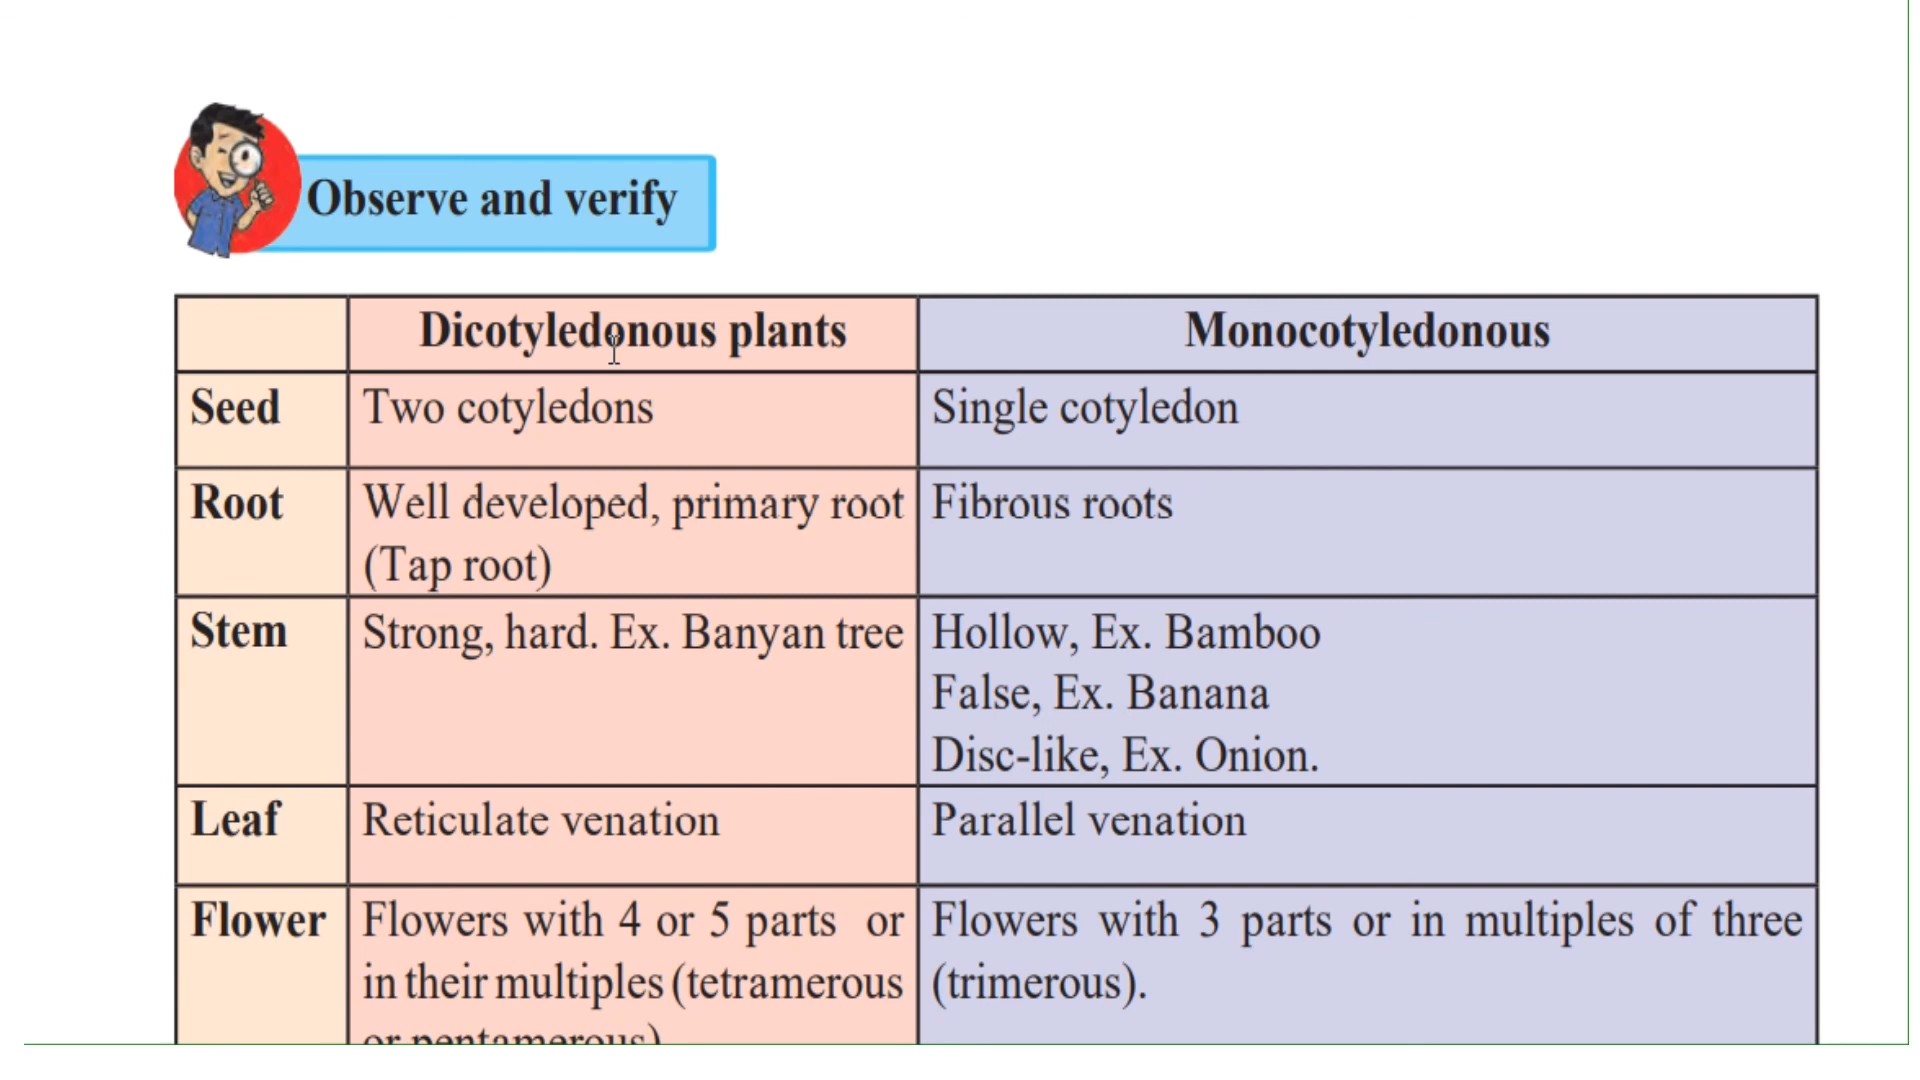 Observe and verify
Dicotyledonous plants
Monocotyledonous
Seed
Two cotyledons
Single cotyledon
Root
Well developed, primary root
(Tap root)
Fibrous roots
Stem
Strong, hard. Ex. Banyan tree
Hollow, Ex. Bamboo
False, Ex. Banana
Disc-like, Ex. Onion.
Leaf
Reticulate venation
Parallel venation
Flower
Flowers with 4 or 5 parts or
in their multiples (tetramerous
or pentamerous)
Flowers with 3 parts or in multiples of three
(trimerous).